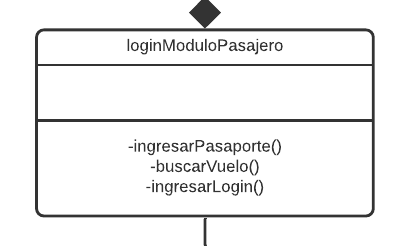 loginModuloPasajero
-ingresarPasaporte()
-buscarVuelo()
-ingresarLogin()